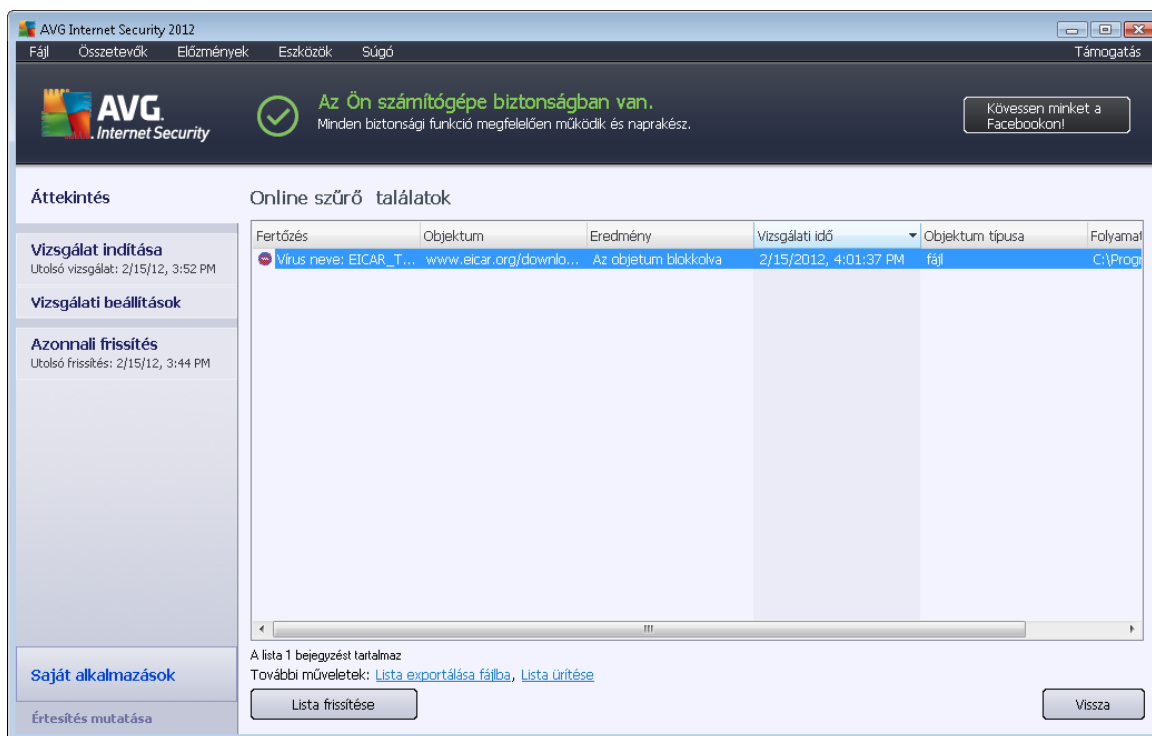 AVG Internet Security 2012
Fájl Összetevők Előzmények Eszközök Súgó Támogatás
AVG.
Internet Security
Az Ön számítógépe biztonságban van.
Minden biztonsági funkció megfelelően működik és naprakész.
Kövessen minket a
Facebookon!
Áttekintés
Vizsgálat indítása
Utolsó vizsgálat: 2/15/12, 3:52 PM
Vizsgálati beállítások
Azonnali frissítés
Utolsó frissítés: 2/15/12, 3:44 PM
Saját alkalmazások
Értesítés mutatása
Online szűrő találatok
Fertőzés Objektum Eredmény Vizsgálati idő Objektum típusa Folyamat
Vírus neve: EICAR_T... www.eicar.org/downlo... Az objetum blokkolva 2/15/2012, 4:01:37 PM fájl C:\Progr
A lista 1 bejegyzést tartalmaz
További műveletek: Lista exportálása fájlba, Lista ürítése
Lista frissítése
Vissza